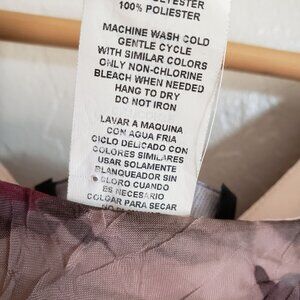 100% POLYESTER
MACHINE WASH COLD
GENTLE CYCLE
WITH SIMILAR COLORS
ONLY NON-CHLORINE
BLEACH WHEN NEEDED
HANG TO DRY
DO NOT IRON
LAVAR A MAQUINA
CON AGUA FRIA
CICLO DELICADO CON
COLORES SIMILARES
USAR SOLAMENTE
BLANQUEADOR SIN
CLORO CUANDO
ES NECESARIO
COLGAR PARA SECAR